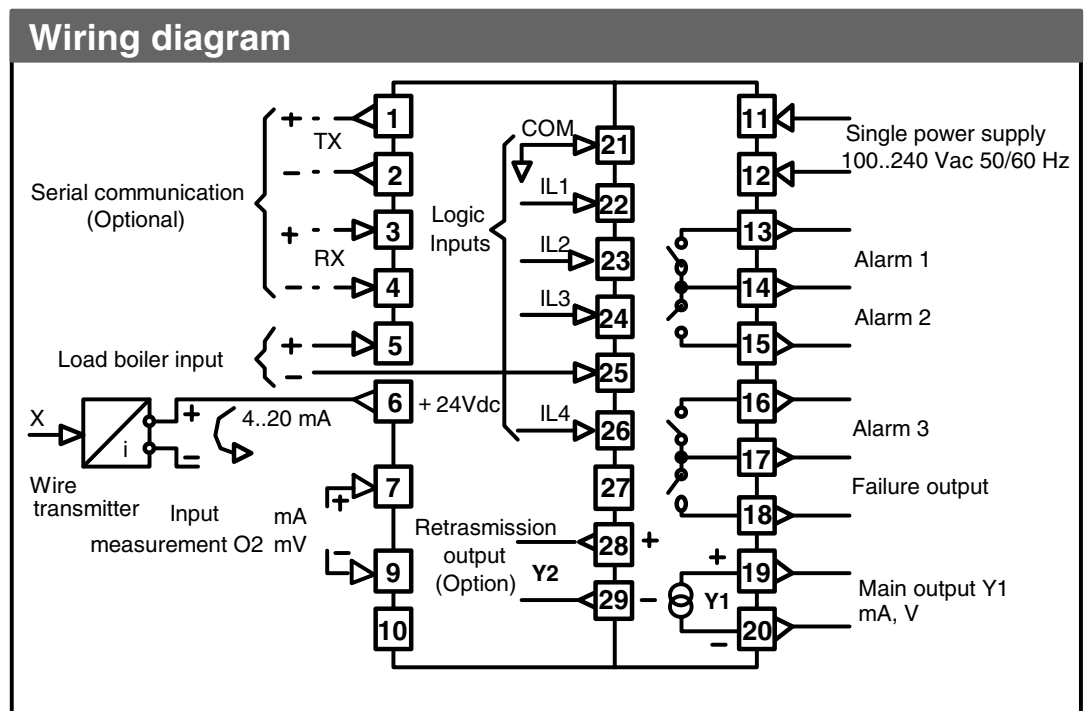 Wiring diagram
Serial communication
(Optional)
+
TX
-
+
RX
-
1
2
3
4
Load boiler input
+
-
5
X
i
+
-
4..20 mA
6
+ 24Vdc
Wire
transmitter
Input
measurement O2
mA
mV
+
-
7
9
10
Logic
Inputs
COM
21
IL1
22
IL2
23
IL3
24
25
IL4
26
27
Retrasmission
output
(Option)
Y2
28
+
29
-
11
12
Single power supply
100..240 Vac 50/60 Hz
13
14
15
Alarm 1
Alarm 2
16
17
18
Alarm 3
Failure output
+
Y1
-
19
20
Main output Y1
mA, V